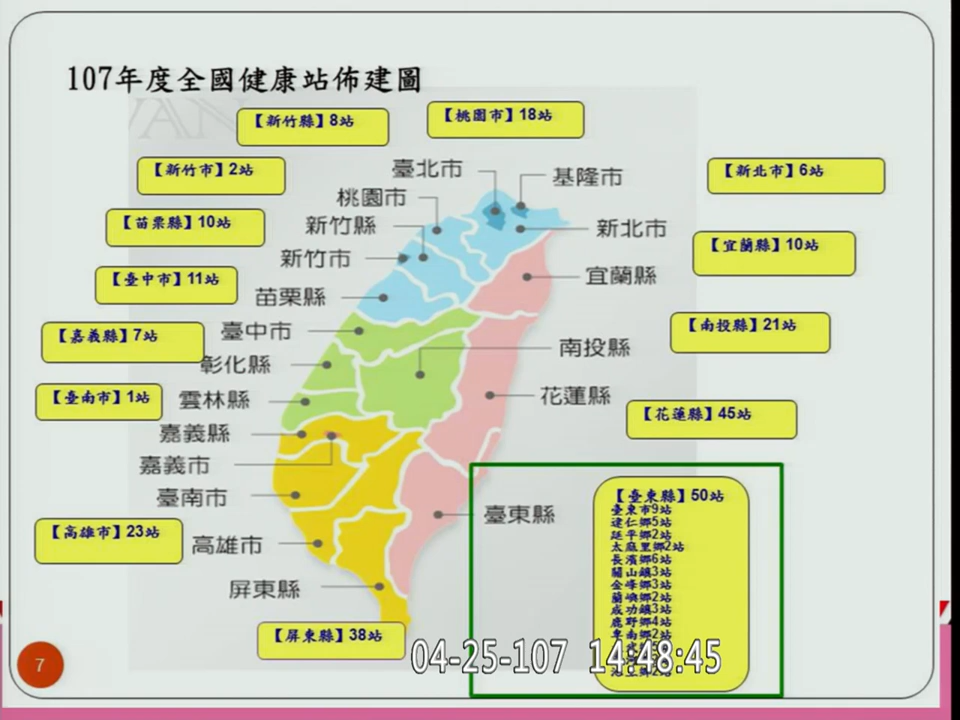 107年度全國健康站佈建圖
【新竹縣】8站
【桃園市】18站
【新竹市】2站
【新北市】6站
【苗栗縣】10站
【宜蘭縣】10站
【臺中市】11站
【南投縣】21站
【嘉義縣】7站
【臺南市】1站
【花蓮縣】45站
【高雄市】23站
【屏東縣】38站
臺北市
基隆市
桃園市
新竹縣
新北市
新竹市
宜蘭縣
苗栗縣
臺中市
南投縣
彰化縣
花蓮縣
雲林縣
嘉義縣
嘉義市
臺南市
臺東縣
高雄市
屏東縣
【臺東縣】50站
臺東市9站
達仁鄉5站
延平鄉2站
太麻里鄉2站
長濱鄉6站
關山鎮3站
金峰鄉3站
蘭嶼鄉2站
成功鎮3站
鹿野鄉4站
卑南鄉2站
04-25-107 14:48:45
7